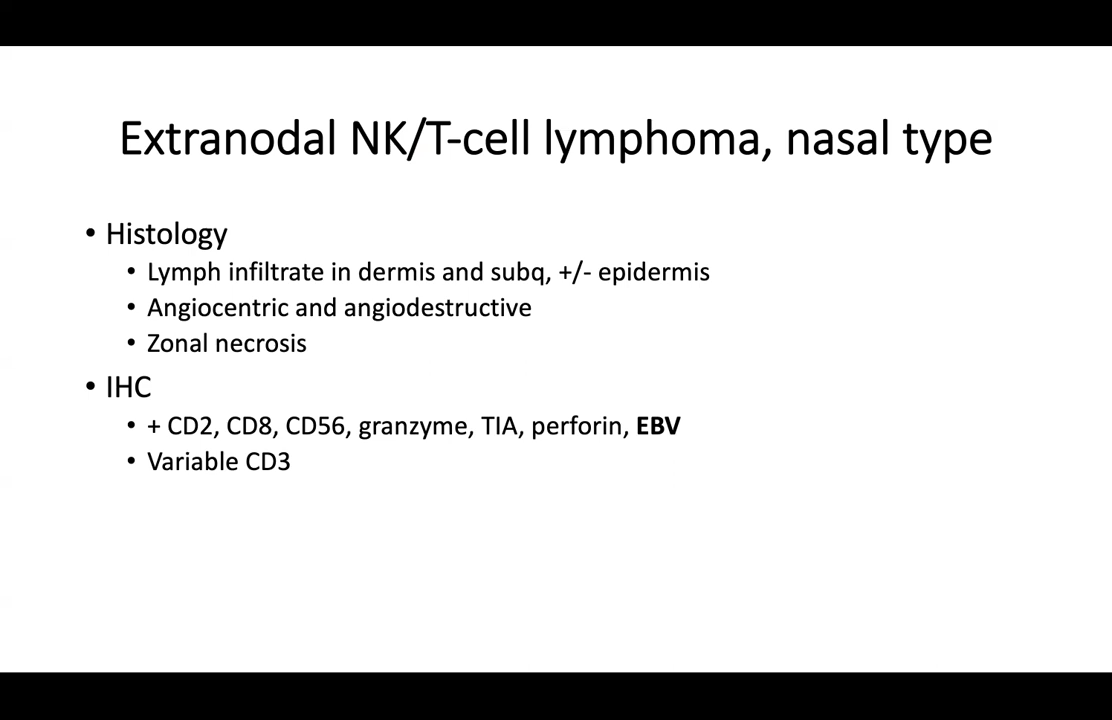 Extranodal NK/T-cell lymphoma, nasal type
• Histology
• Lymph infiltrate in dermis and subq, +/- epidermis
• Angiocentric and angiodestructive
• Zonal necrosis
• IHC
• + CD2, CD8, CD56, granzyme, TIA, perforin, EBV
• Variable CD3